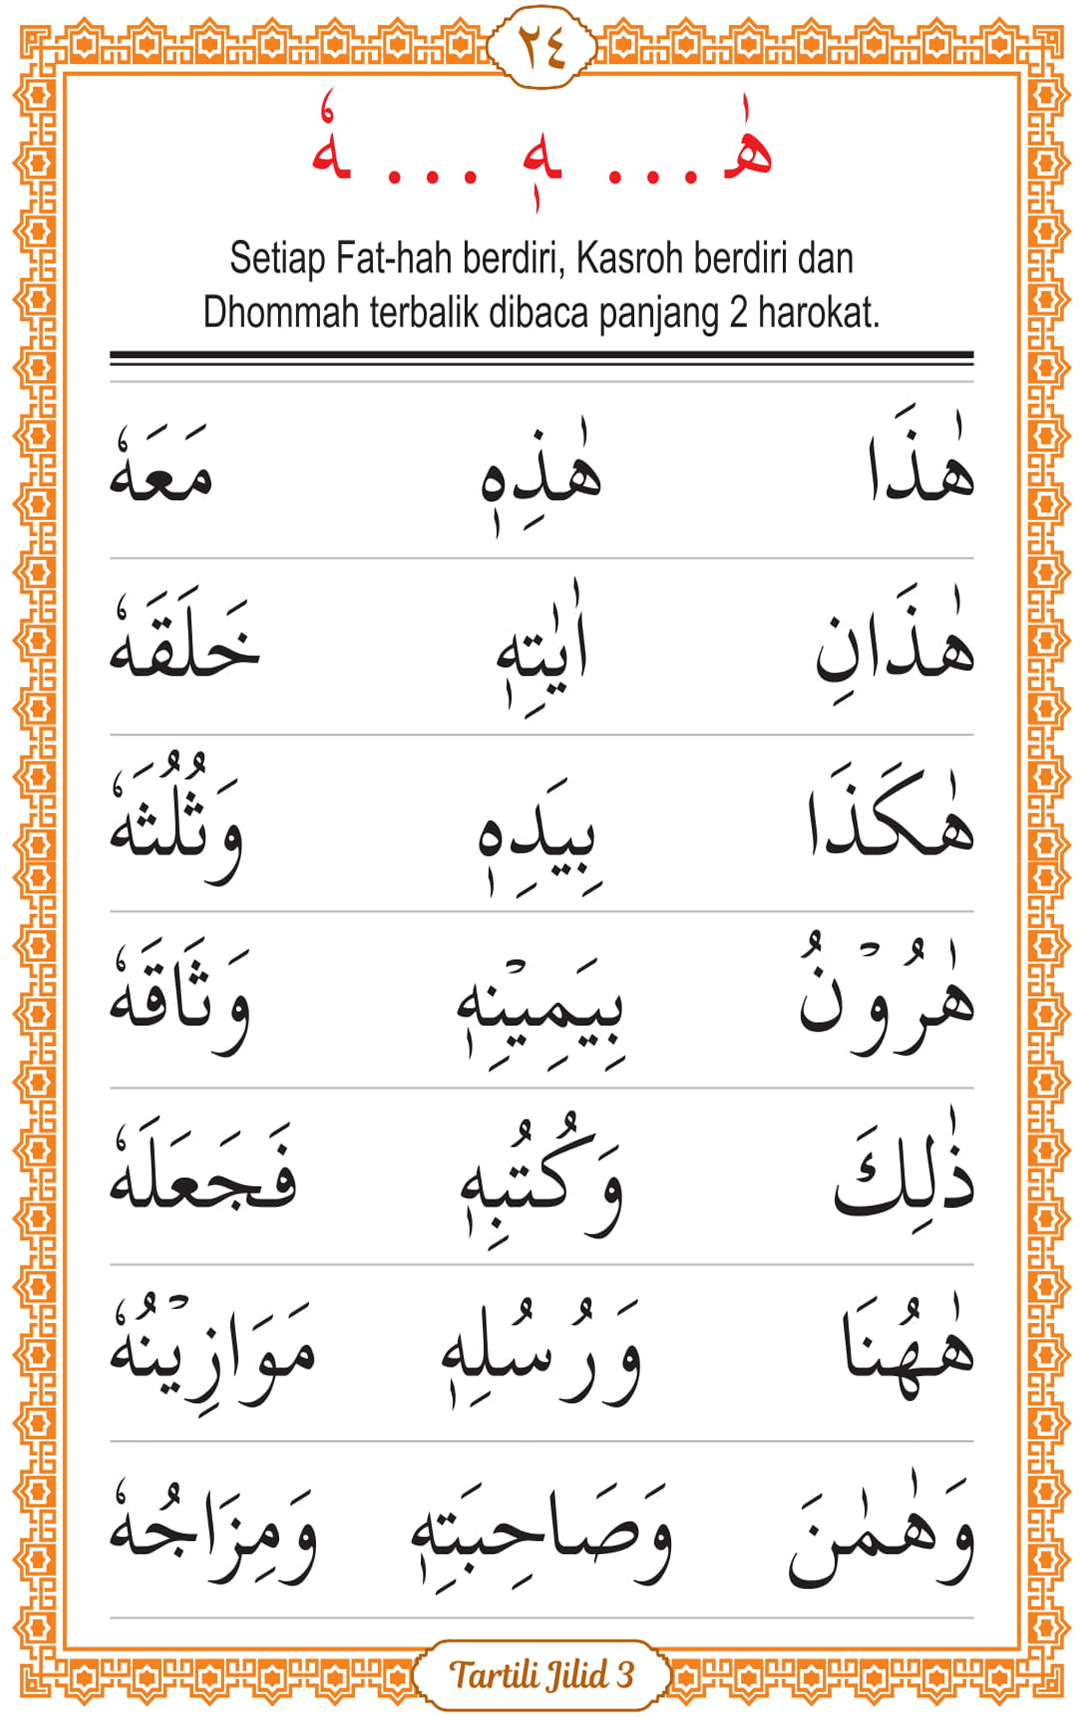 ٢٤
هٰ ... هٖ ... هٗ
Setiap Fat-hah berdiri, Kasroh berdiri dan
Dhommah terbalik dibaca panjang 2 harokat.
هٰذَا هٰذِهٖ مَعَهٗ
هٰذَانِ اٰيٰتِهٖ خَلَقَهٗ
هٰكَذَا بِيَدِهٖ وَثُلُثَهٗ
هٰرُوْنُ بِيَمِيْنِهٖ وَثَاقَهٗ
ذٰلِكَ وَكُتُبِهٖ فَجَعَلَهٗ
هٰهُنَا وَرُسُلِهٖ مَوَازِيْنُهٗ
وَهٰمٰنَ وَصَاحِبَتِهٖ وَمِزَاجُهٗ
Tartili Jilid 3